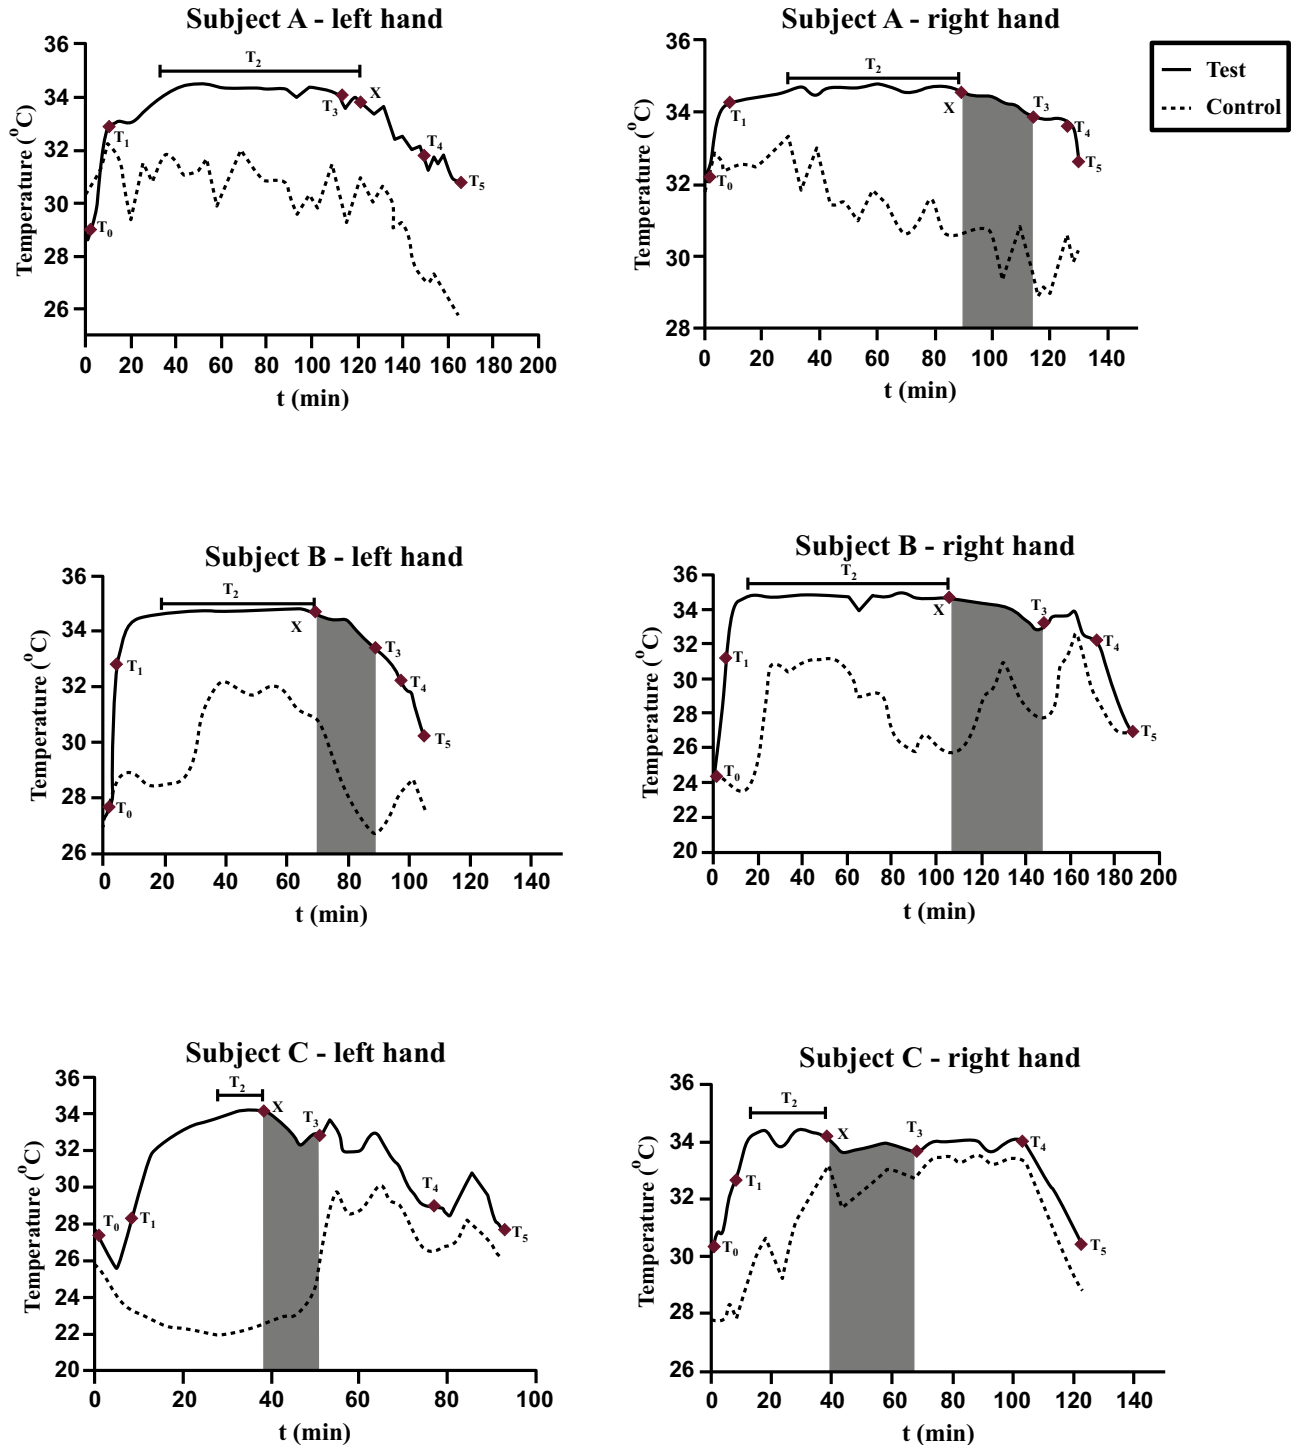 Subject A - left hand
36
34
32
30
28
26
Temperature (°C)
T2
T3
X
T1
T4
T5
T0
0 20 40 60 80 100 120 140 160 180 200
t (min)
Subject A - right hand
36
34
32
30
28
Temperature (°C)
T2
X
T1
T3
T4
T5
T0
0 20 40 60 80 100 120 140
t (min)
Test
Control
Subject B - left hand
36
34
32
30
28
26
Temperature (°C)
T2
X
T1
T3
T4
T5
T0
0 20 40 60 80 100 120 140
t (min)
Subject B - right hand
36
34
32
30
28
26
24
22
20
Temperature (°C)
T2
X
T3
T1
T4
T5
T0
0 20 40 60 80 100 120 140 160 180 200
t (min)
Subject C - left hand
36
34
32
30
28
26
24
22
20
Temperature (°C)
T2
X
T3
T4
T0
T1
T5
0 20 40 60 80 100
t (min)
Subject C - right hand
36
34
32
30
28
26
Temperature (°C)
T2
X
T3
T4
T1
T0
T5
0 20 40 60 80 100 120 140
t (min)